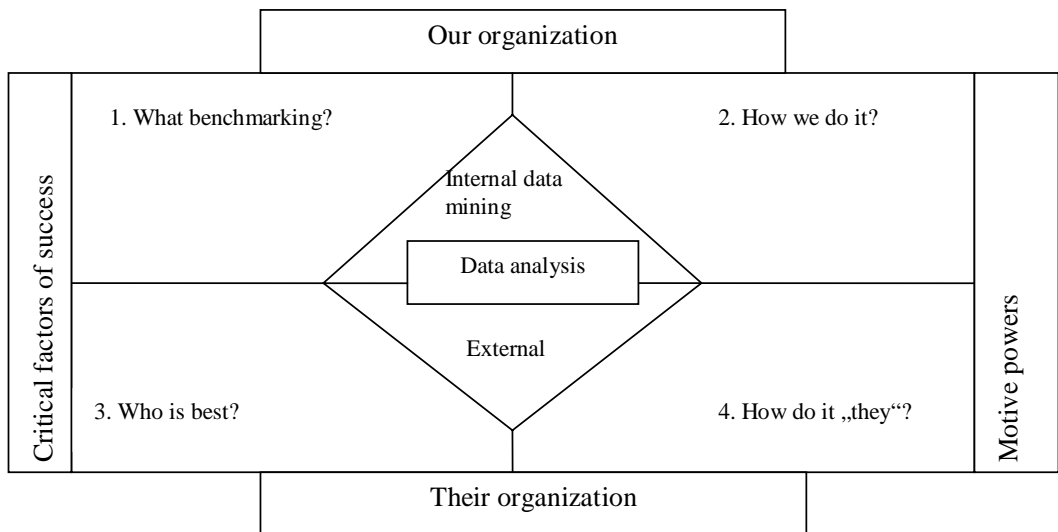 Our organization
1. What benchmarking?
2. How we do it?
Critical factors of success
Internal data
mining
Data analysis
External
Motive powers
3. Who is best?
4. How do it „they“?
Their organization